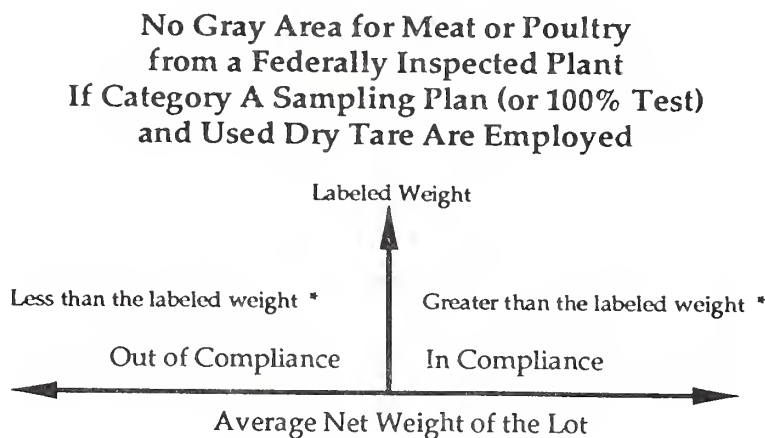 No Gray Area for Meat or Poultry
from a Federally Inspected Plant
If Category A Sampling Plan (or 100% Test)
and Used Dry Tare Are Employed
Labeled Weight
Less than the labeled weight *
Greater than the labeled weight *
Out of Compliance
In Compliance
Average Net Weight of the Lot